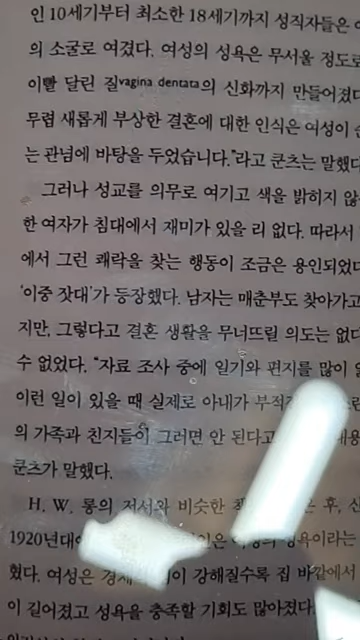 인 10세기부터 최소한 18세기까지 성직자들은
의 소굴로 여겼다. 여성의 성욕은 무서울 정도로
이빨 달린 질vagina dentata의 신화까지 만들어졌다
무렵 새롭게 부상한 결혼에 대한 인식은 여성이
는 관념에 바탕을 두었습니다."라고 쿤츠는 말했다
그러나 성교를 의무로 여기고 색을 밝히지 않
한 여자가 침대에서 재미가 있을 리 없다. 따라서
에서 그런 쾌락을 찾는 행동이 조금은 용인되었다
'이중 잣대'가 등장했다. 남자는 매춘부도 찾아가고
지만, 그렇다고 결혼 생활을 무너뜨릴 의도는 없다
수 없었다. "자료 조사 중에 일기와 편지를 많이
이런 일이 있을 때 실제로 아내가
의 가족과 친지들이 그러면 안 된다고
쿤츠가 말했다.
H. W. 롱의 저서와 비슷한 후,
1920년대 여성의 성욕이라는
혔다. 여성은 강해질수록 집 바깥에서
이 길어졌고 성욕을 충족할 기회도 많아졌다.